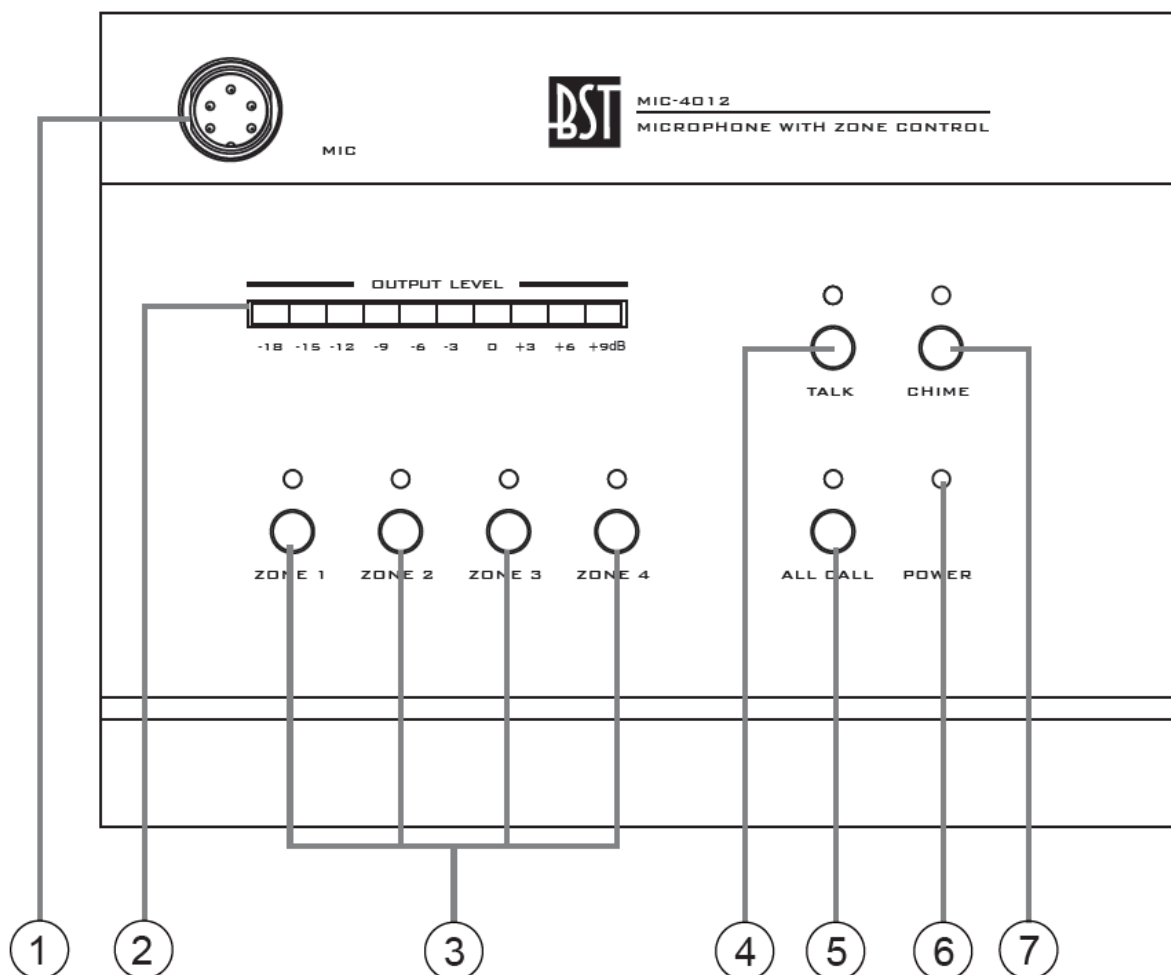 BST
MIC-4012
MICROPHONE WITH ZONE CONTROL
MIC
OUTPUT LEVEL
-18 -15 -12 -9 -6 -3 0 +3 +6 +9dB
TALK CHIME
ZONE 1 ZONE 2 ZONE 3 ZONE 4 ALL CALL POWER
1 2 3 4 5 6 7